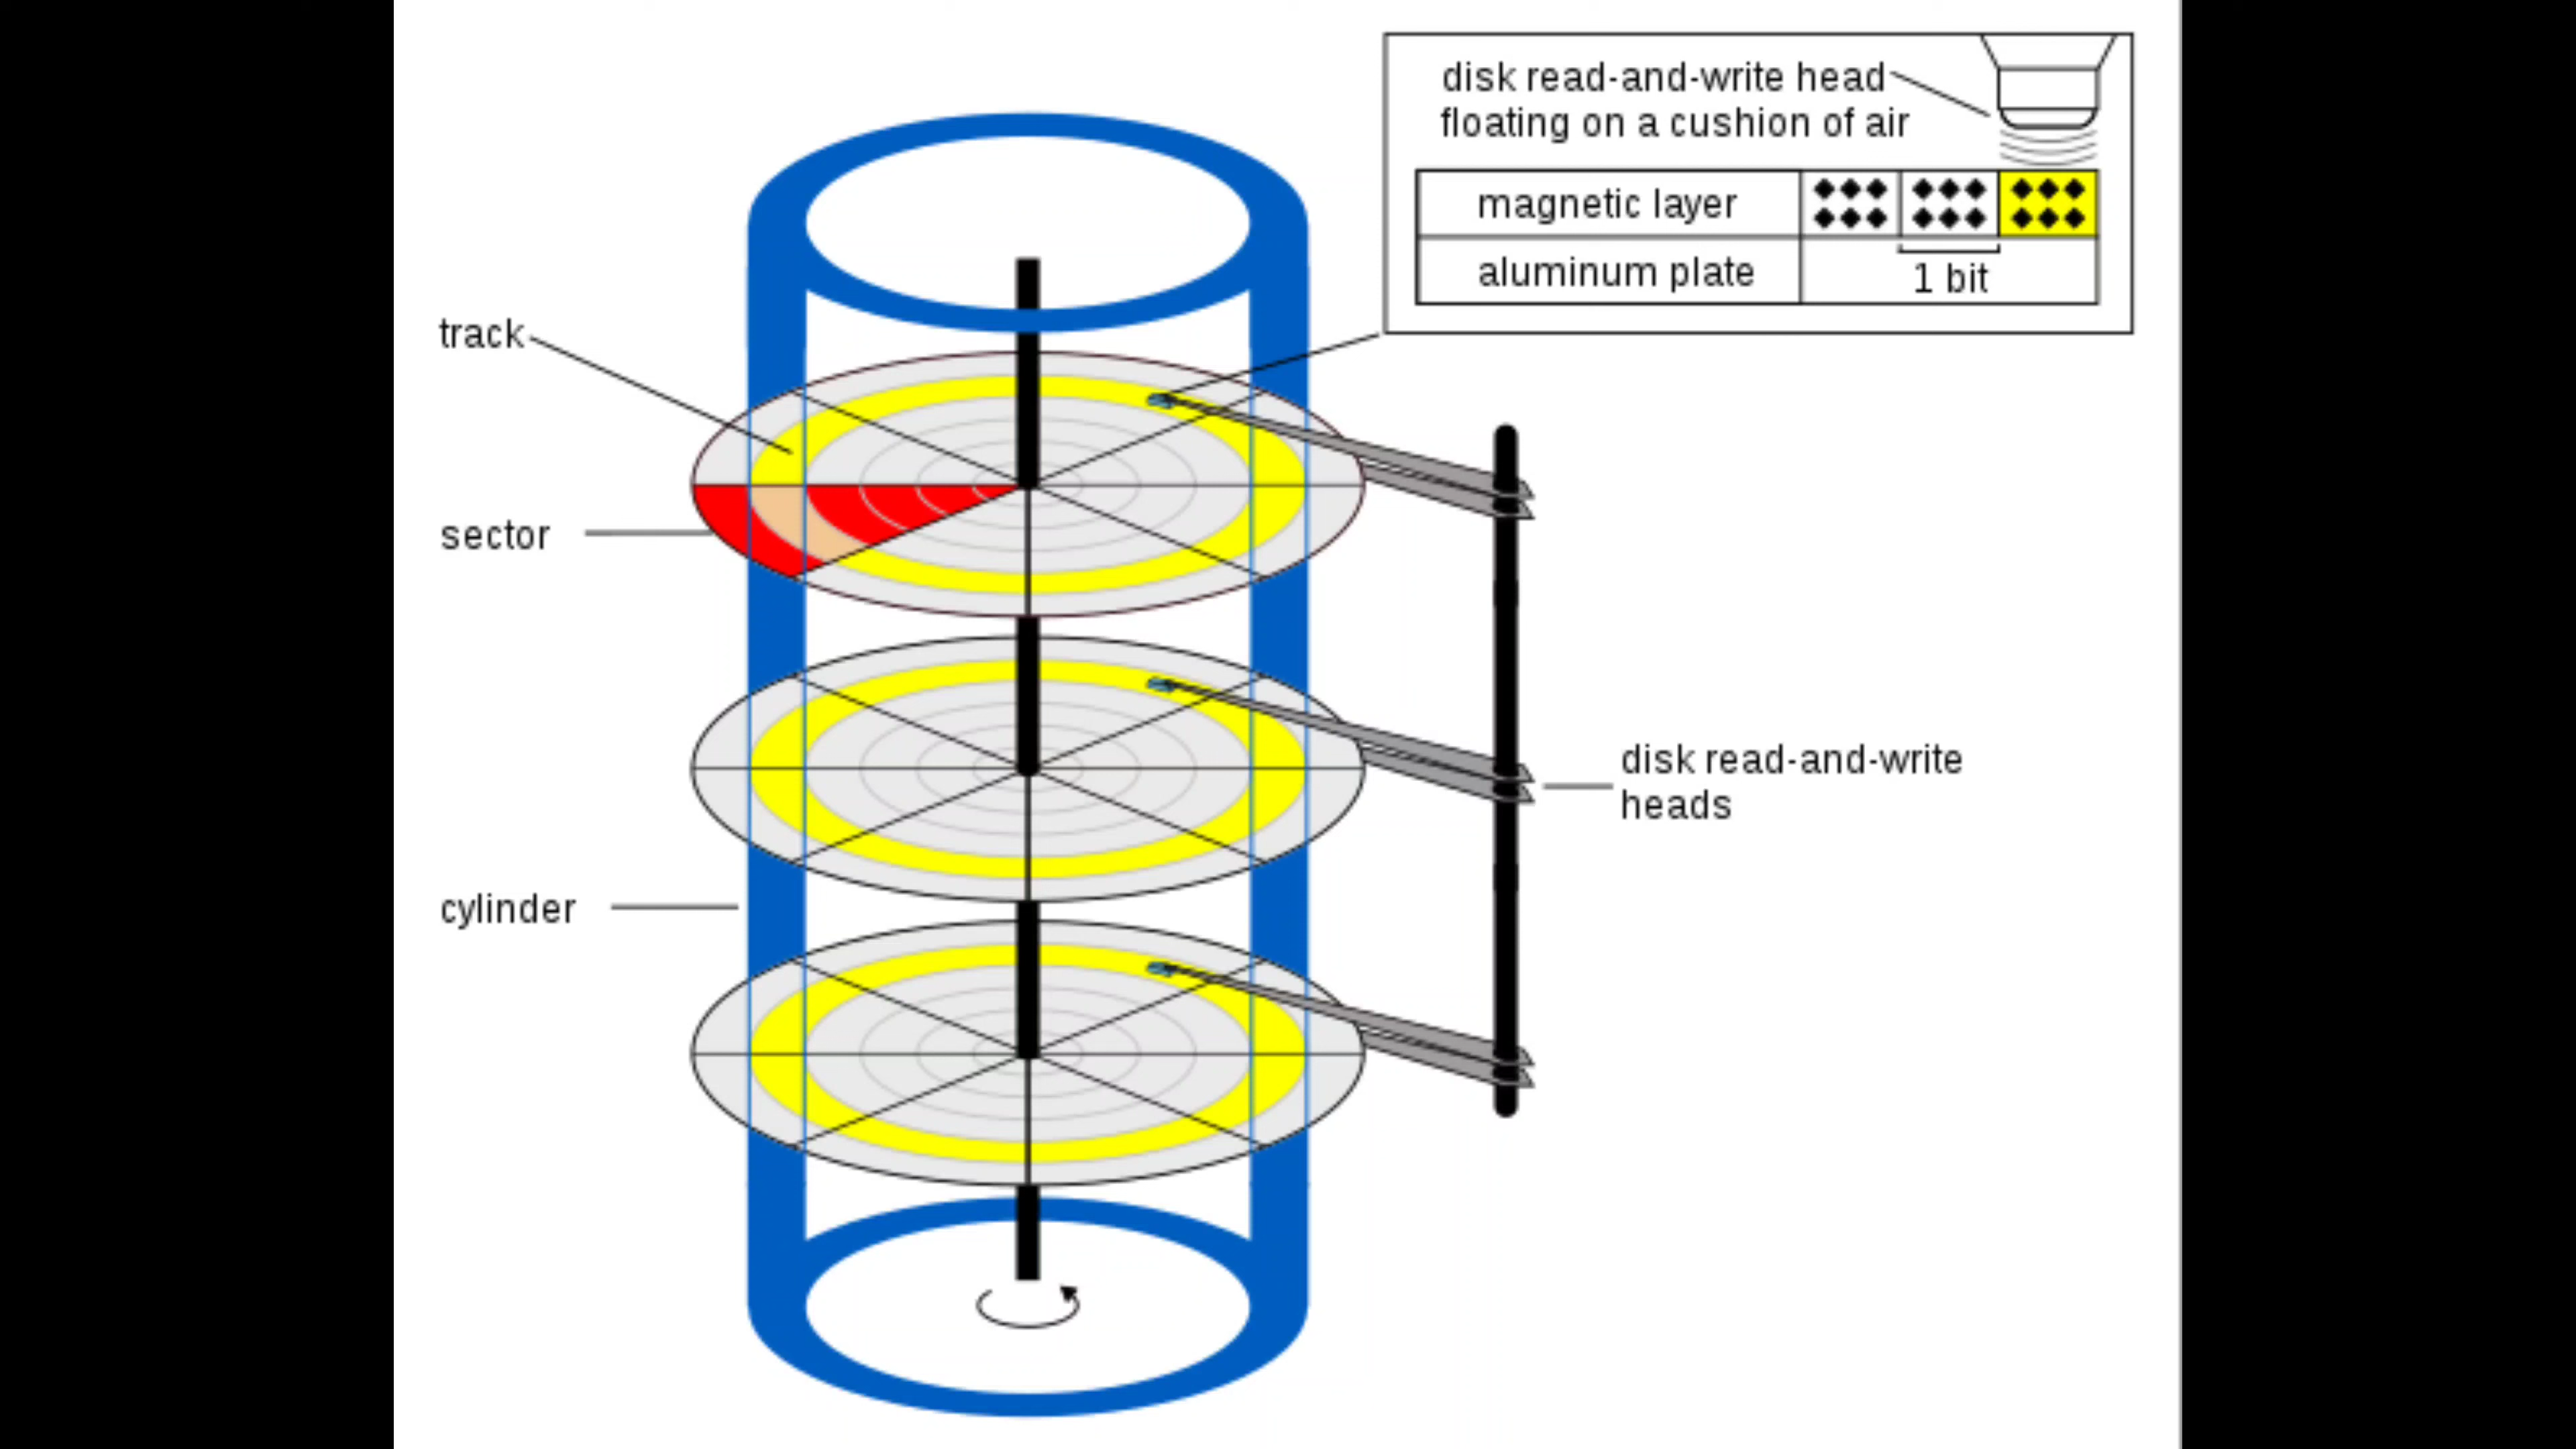 disk read-and-write head
floating on a cushion of air
magnetic layer
aluminum plate
1 bit
track
sector
disk read-and-write
heads
cylinder